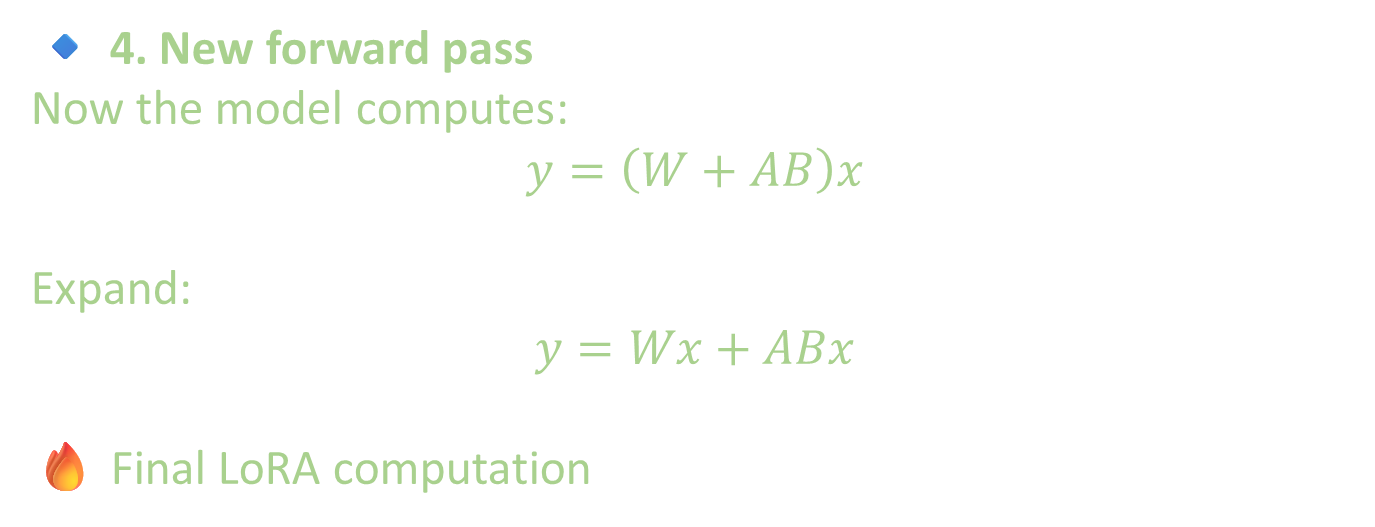 🔹 4. New forward pass
Now the model computes:
y = (W + AB)x
Expand:
y = Wx + ABx
🔥 Final LoRA computation